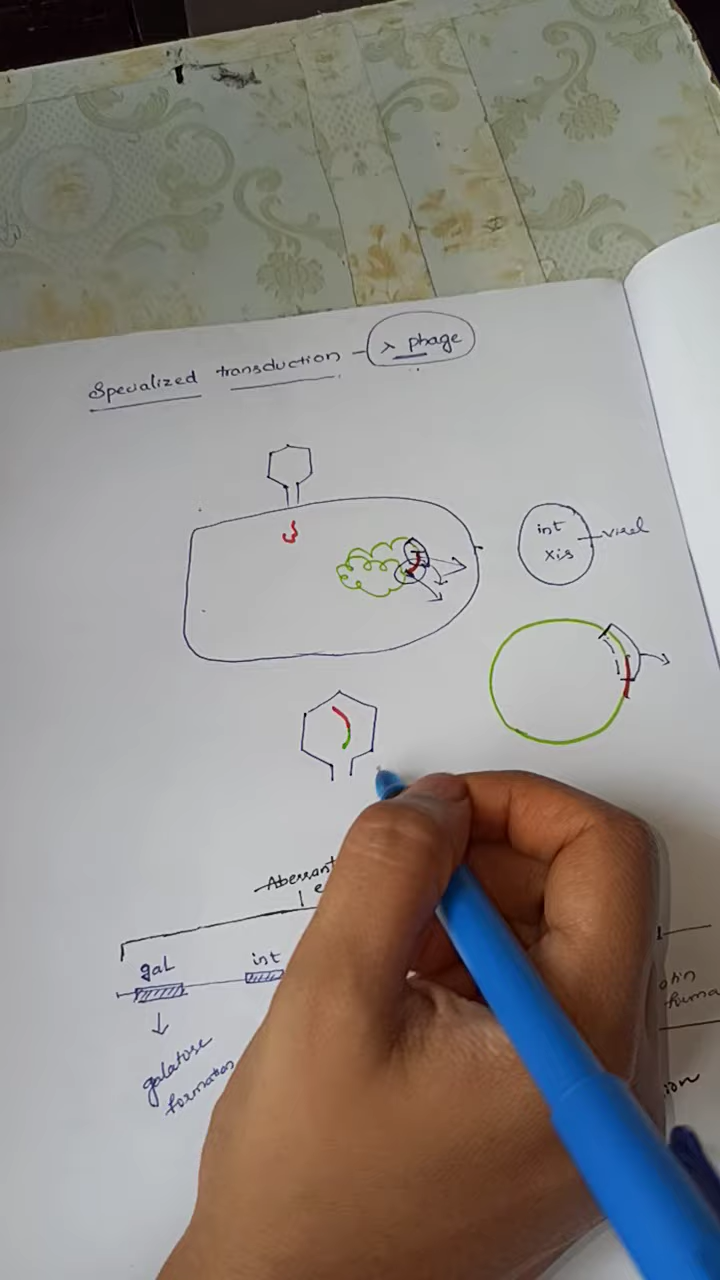 Specialized transduction - λ phage
int
xis
viral
Aberrant
gal
int
galatose
formation